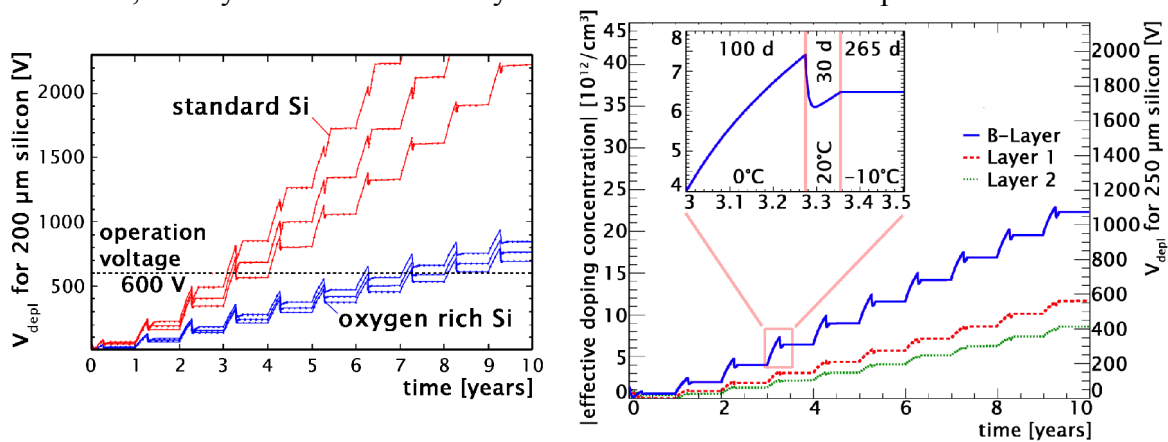 V_depl for 200 µm silicon [V]
2000
1500
1000
500
standard Si
operation
voltage
600 V
oxygen rich Si
0 1 2 3 4 5 6 7 8 9 10
time [years]
|effective doping concentration| [10^12/cm^3]
45
40
35
30
25
20
15
10
5
0
8
7
6
5
4
100 d
30 d
265 d
0°C
20°C
−10°C
3 3.1 3.2 3.3 3.4 3.5
B-Layer
Layer 1
Layer 2
2000
1800
1600
1400
1200
1000
800
600
400
200
0
V_depl for 250 µm silicon [V]
0 2 4 6 8 10
time [years]